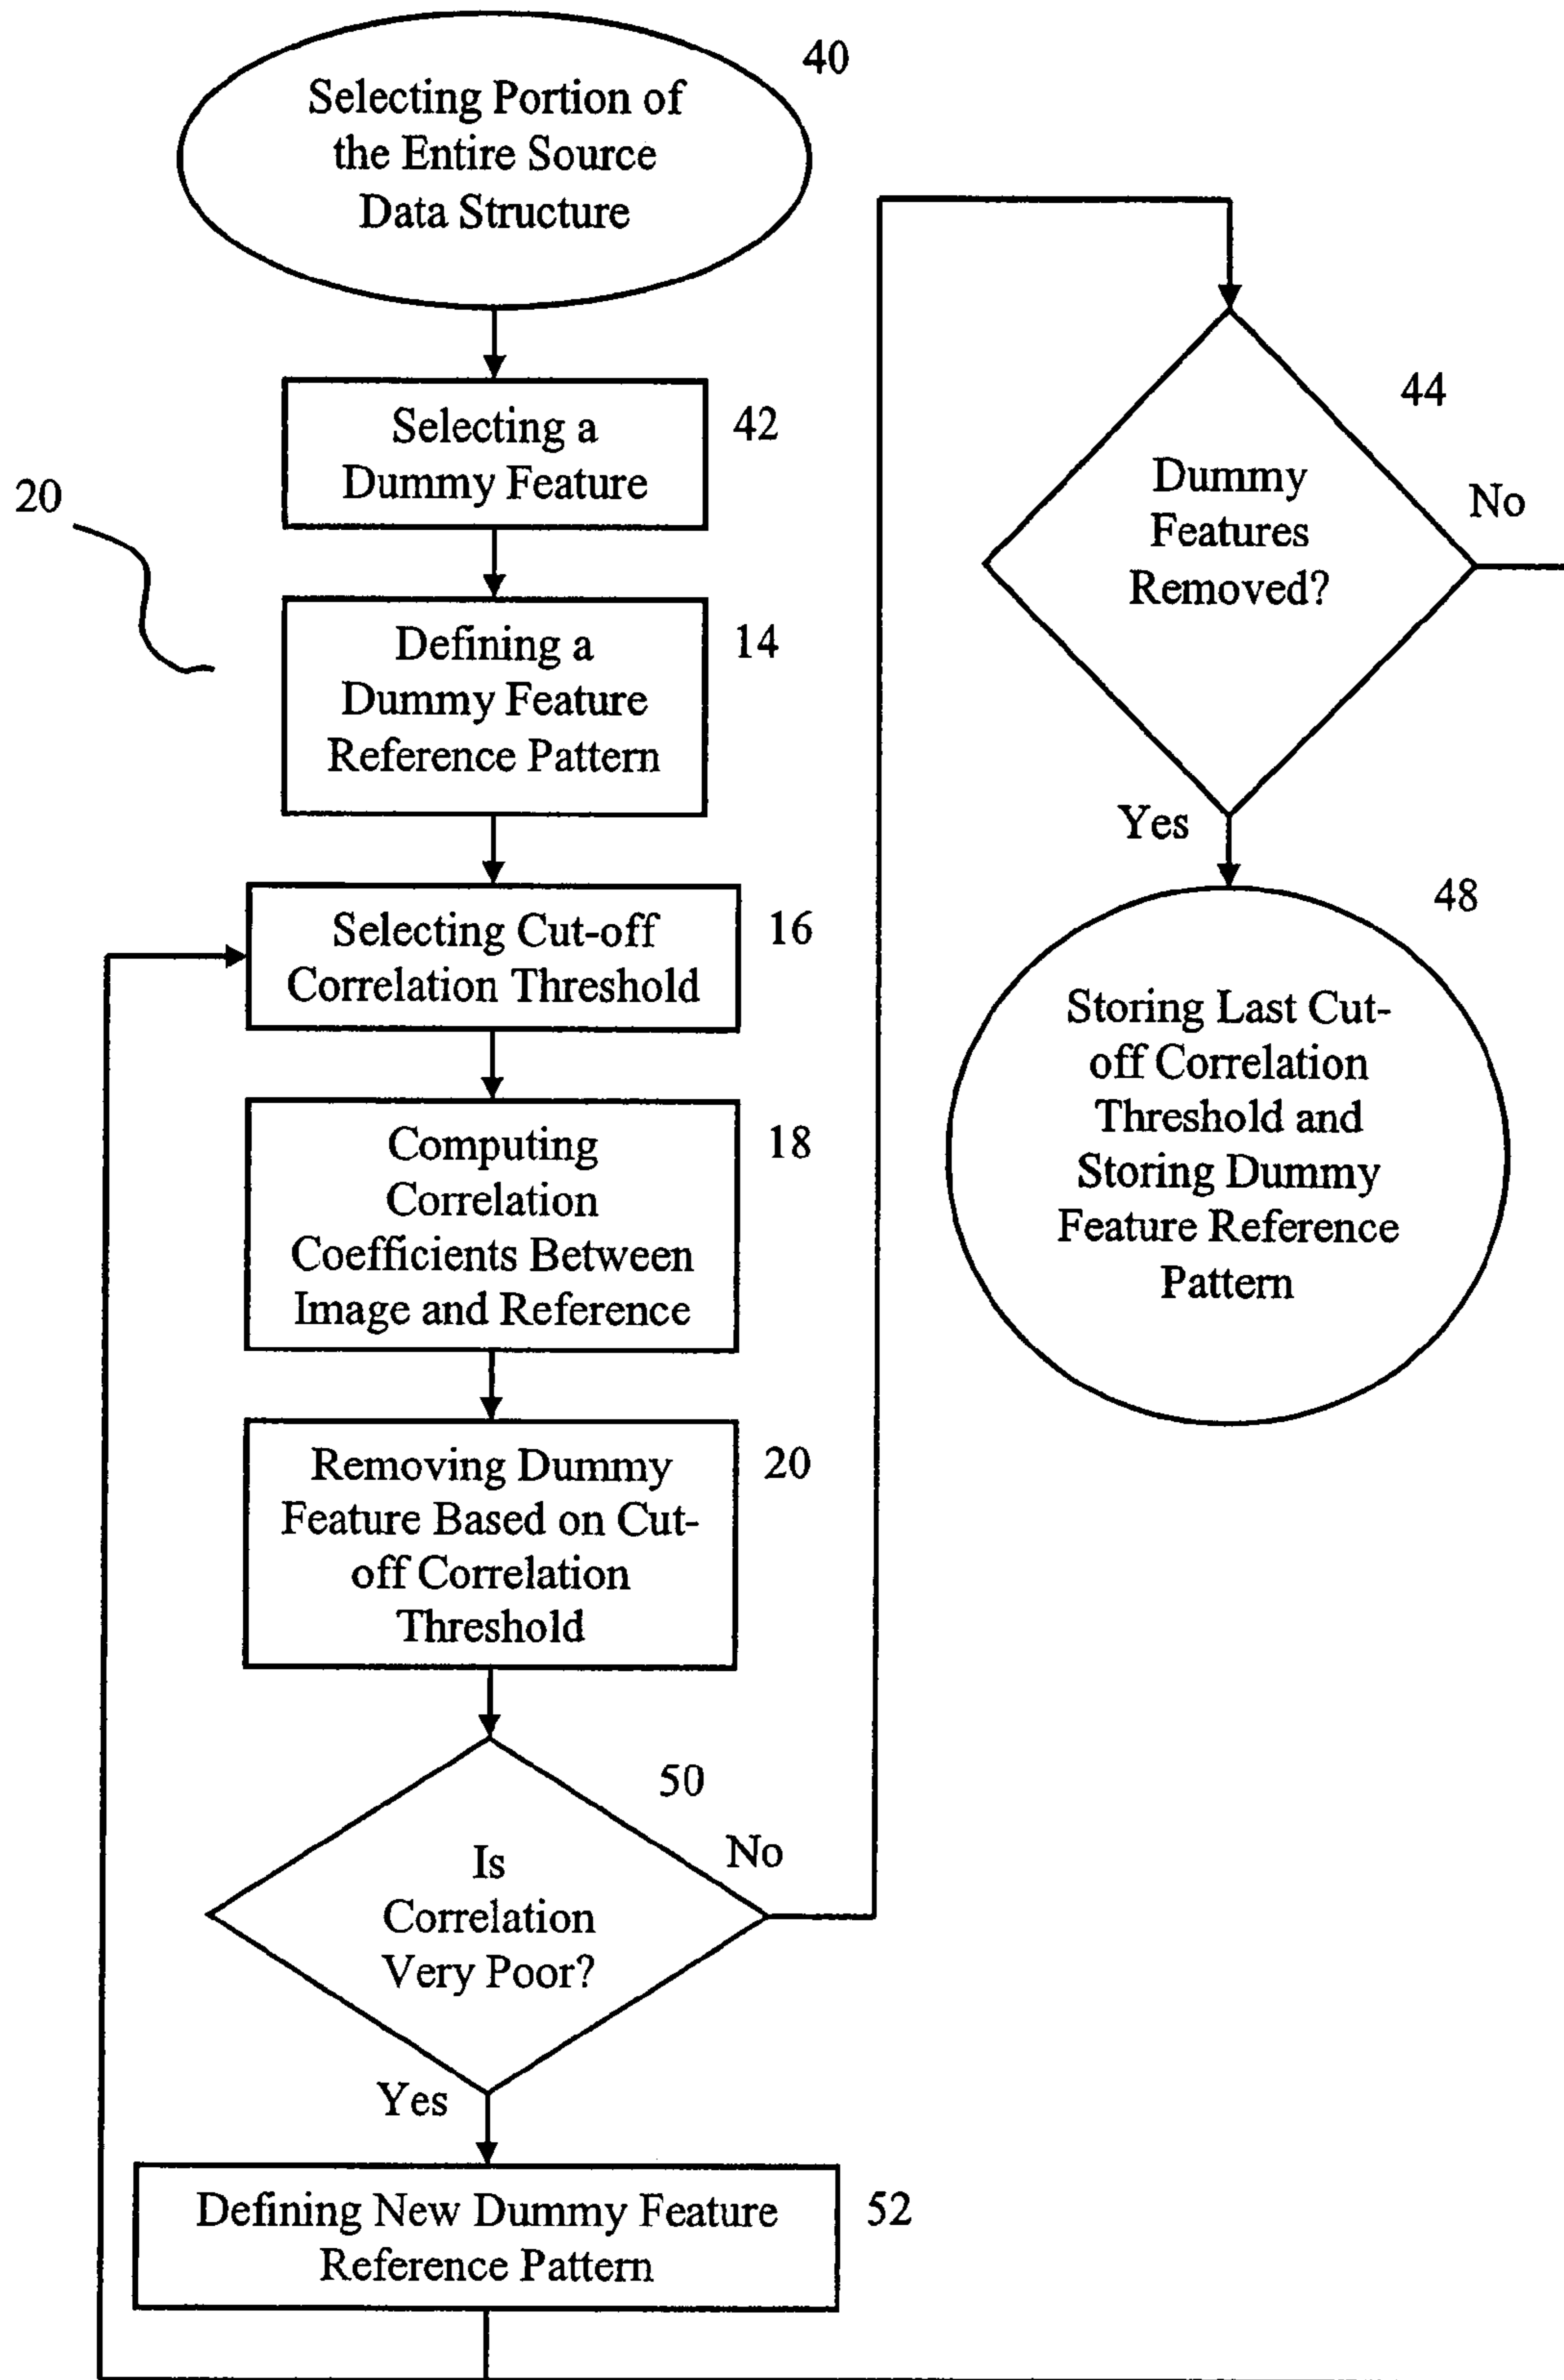 40
Selecting Portion of
the Entire Source
Data Structure
42
Selecting a
Dummy Feature
20
14
Defining a
Dummy Feature
Reference Pattern
16
Selecting Cut-off
Correlation Threshold
18
Computing
Correlation
Coefficients Between
Image and Reference
20
Removing Dummy
Feature Based on Cut-
off Correlation
Threshold
50
No
Is
Correlation
Very Poor?
Yes
52
Defining New Dummy Feature
Reference Pattern
44
Dummy
Features
Removed?
No
Yes
48
Storing Last Cut-
off Correlation
Threshold and
Storing Dummy
Feature Reference
Pattern